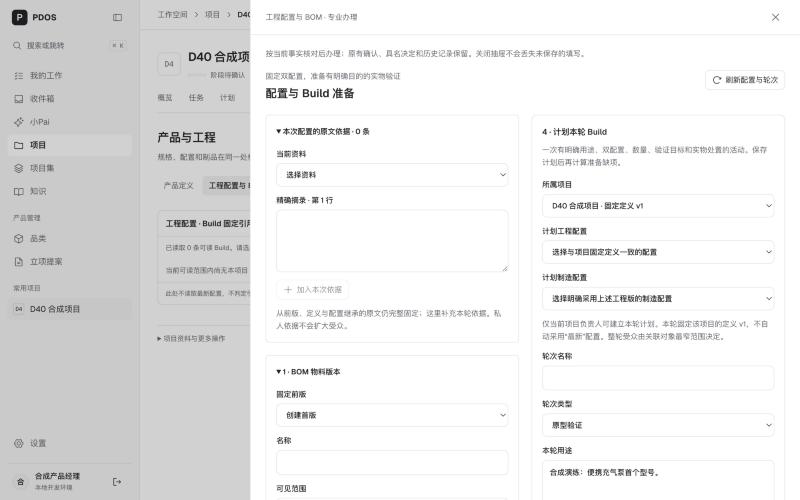 P PDOS
搜索或跳转 ⌘ K
我的工作
收件箱
小Pai
项目
项目集
知识
产品管理
品类
立项提案
常用项目
D40 D40 合成项目
设置
合 合成产品经理
本地开发环境
工作空间 > 项目 > D40
D4
D40 合成项
阶段待确认
概览 任务 计划
产品与工程
规格、配置和制品在同一处核
产品定义 工程配置与 B
工程配置 · Build 固定引用
已读取 0 条可读 Build。请选
当前可读范围内尚无本项目
此处不读取最新配置、不判定
▶ 项目资料与更多操作
工程配置与 BOM · 专业办理
按当前事实核对后办理；原有确认、具名决定和历史记录保留。关闭抽屉不会丢失未保存的填写。
固定双配置，准备有明确目的的实物验证
配置与 Build 准备
刷新配置与轮次
▼本次配置的原文依据 · 0 条
当前资料
选择资料
精确摘录 · 第 1 行
加入本次依据
从前版、定义与配置继承的原文仍完整固定；这里补充本轮依据。私
人依据不会扩大受众。
▼1 · BOM 物料版本
固定前版
创建首版
名称
可见范围
4 · 计划本轮 Build
一次有明确用途、双配置、数量、验证目标和实物处置的活动。保存
计划后再计算准备缺项。
所属项目
D40 合成项目 · 固定定义 v1
计划工程配置
选择与项目固定定义一致的配置
计划制造配置
选择明确采用上述工程版的制造配置
仅当前项目负责人可建立本轮计划。本轮固定该项目的定义 v1，不自
动采用“最新”配置。整轮受众由关联对象最窄范围决定。
轮次名称
轮次类型
原型验证
本轮用途
合成演练：便携充气泵首个型号。